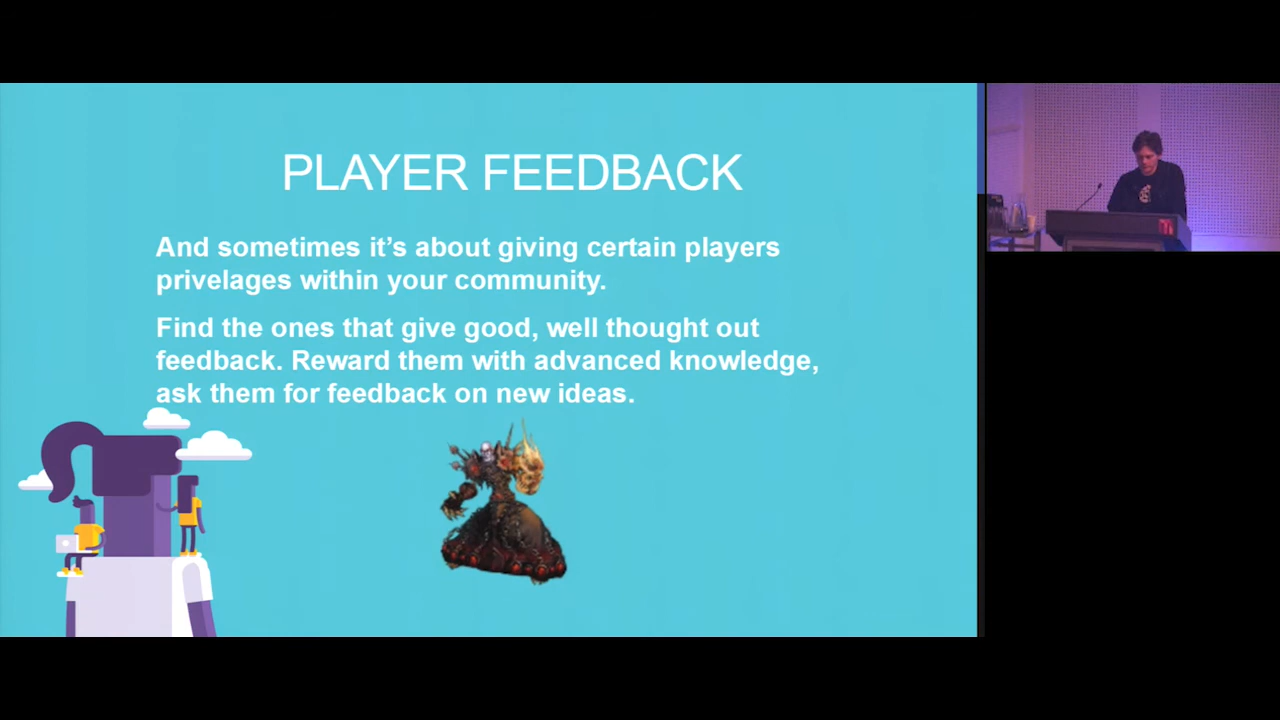 PLAYER FEEDBACK
And sometimes it’s about giving certain players
privelages within your community.
Find the ones that give good, well thought out
feedback. Reward them with advanced knowledge,
ask them for feedback on new ideas.